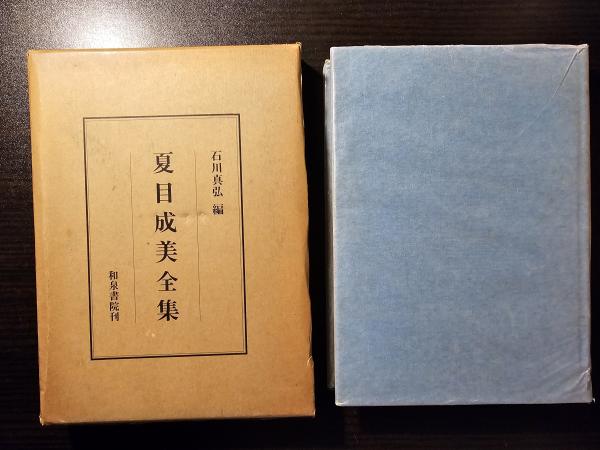 石川真弘 編
夏目成美全集
和泉書院刊